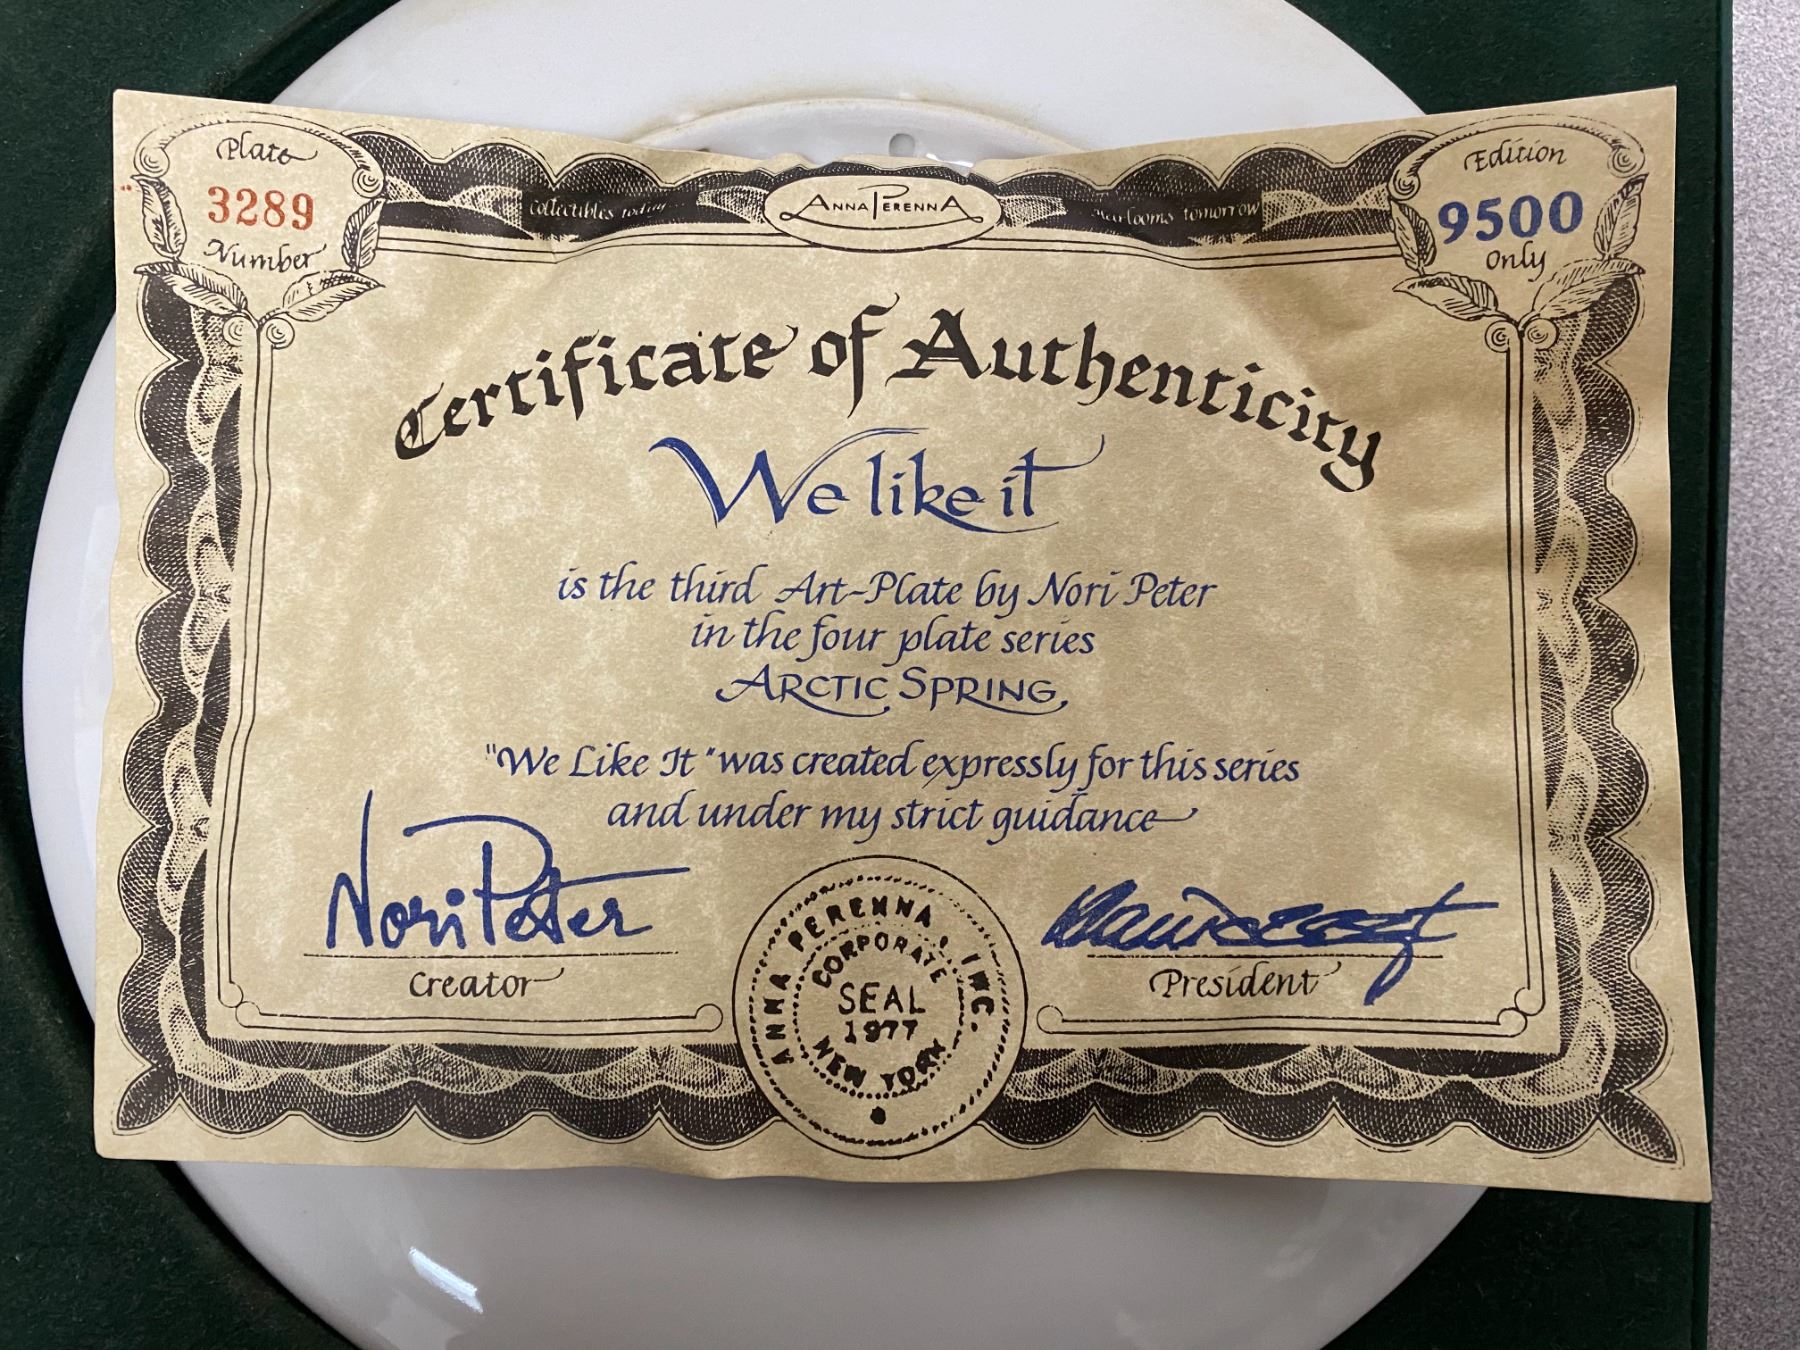 Plate
3289
Number
Collectibles today
ANNA PERENNA
Heirlooms tomorrow
Edition
9500
Only
Certificate of Authenticity
We like it
is the third Art-Plate by Nori Peter
in the four plate series
ARCTIC SPRING,
"We Like It" was created expressly for this series
and under my strict guidance
Nori Peter
Creator
President
ANNA PERENNA, INC.
CORPORATE
SEAL
1977
NEW YORK